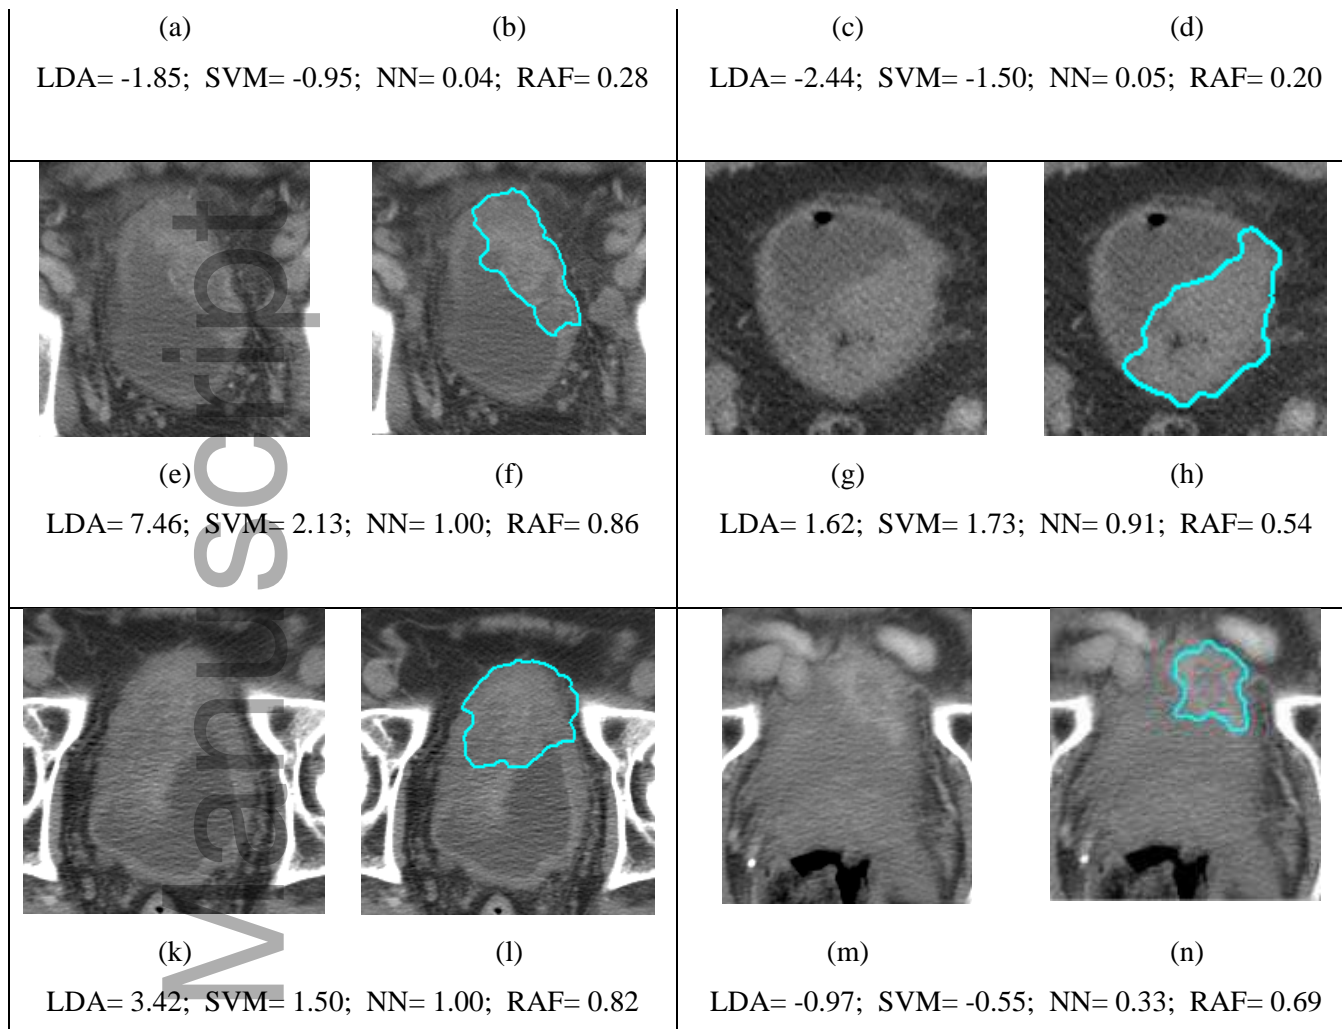 (a) (b) (c) (d)
LDA= -1.85; SVM= -0.95; NN= 0.04; RAF= 0.28 LDA= -2.44; SVM= -1.50; NN= 0.05; RAF= 0.20
(e) (f) (g) (h)
LDA= 7.46; SVM= 2.13; NN= 1.00; RAF= 0.86 LDA= 1.62; SVM= 1.73; NN= 0.91; RAF= 0.54
(k) (l) (m) (n)
LDA= 3.42; SVM= 1.50; NN= 1.00; RAF= 0.82 LDA= -0.97; SVM= -0.55; NN= 0.33; RAF= 0.69
Manuscript